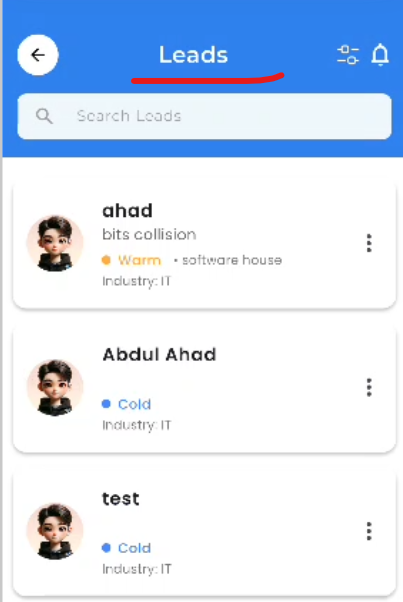 Leads
Search Leads
ahad
bits collision
Warm • software house
Industry: IT
Abdul Ahad
Cold
Industry: IT
test
Cold
Industry: IT